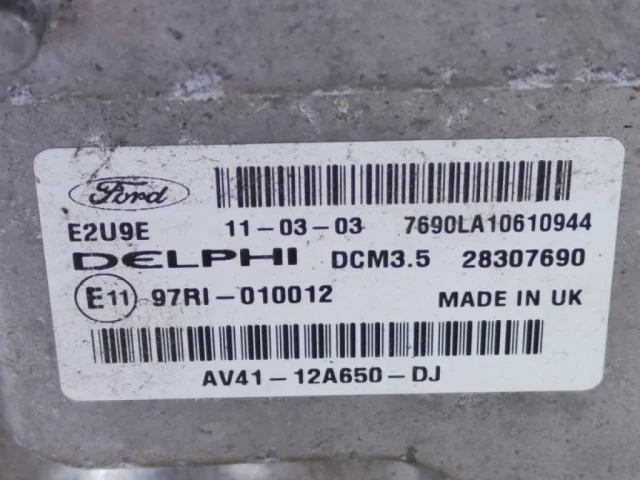 Ford
E2U9E 11-03-03 7690LA10610944
DELPHI DCM3.5 28307690
E11 97RI-010012 MADE IN UK
AV41-12A650-DJ